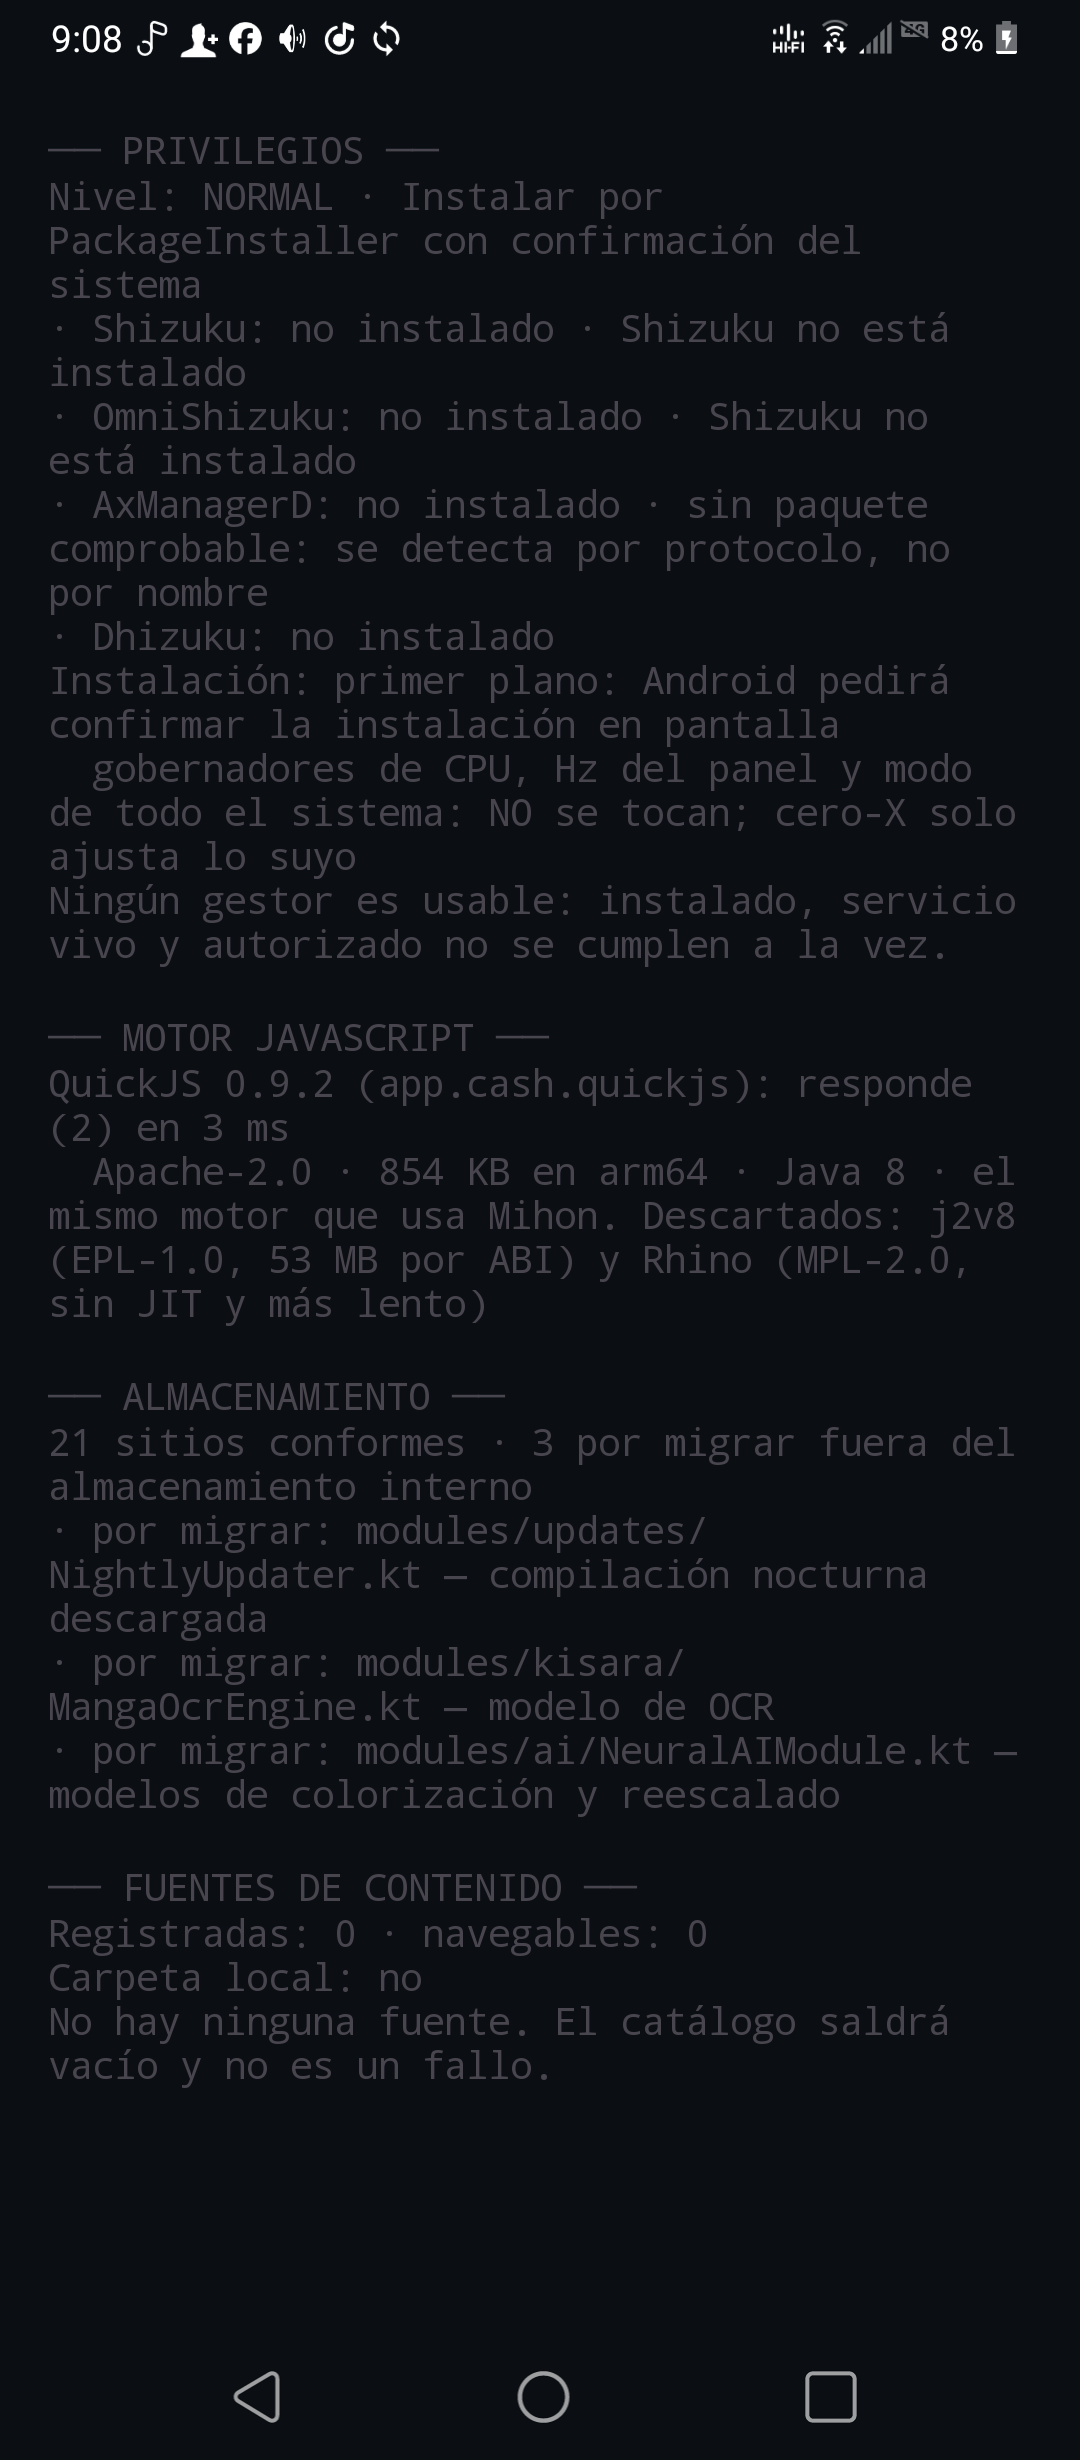 9:08 HI-FI 4G 8%
── PRIVILEGIOS ──
Nivel: NORMAL · Instalar por
PackageInstaller con confirmación del
sistema
· Shizuku: no instalado · Shizuku no está
instalado
· OmniShizuku: no instalado · Shizuku no
está instalado
· AxManagerD: no instalado · sin paquete
comprobable: se detecta por protocolo, no
por nombre
· Dhizuku: no instalado
Instalación: primer plano: Android pedirá
confirmar la instalación en pantalla
gobernadores de CPU, Hz del panel y modo
de todo el sistema: NO se tocan; cero-X solo
ajusta lo suyo
Ningún gestor es usable: instalado, servicio
vivo y autorizado no se cumplen a la vez.
── MOTOR JAVASCRIPT ──
QuickJS 0.9.2 (app.cash.quickjs): responde
(2) en 3 ms
Apache-2.0 · 854 KB en arm64 · Java 8 · el
mismo motor que usa Mihon. Descartados: j2v8
(EPL-1.0, 53 MB por ABI) y Rhino (MPL-2.0,
sin JIT y más lento)
── ALMACENAMIENTO ──
21 sitios conformes · 3 por migrar fuera del
almacenamiento interno
· por migrar: modules/updates/
NightlyUpdater.kt — compilación nocturna
descargada
· por migrar: modules/kisara/
MangaOcrEngine.kt — modelo de OCR
· por migrar: modules/ai/NeuralAIModule.kt —
modelos de colorización y reescalado
── FUENTES DE CONTENIDO ──
Registradas: 0 · navegables: 0
Carpeta local: no
No hay ninguna fuente. El catálogo saldrá
vacío y no es un fallo.